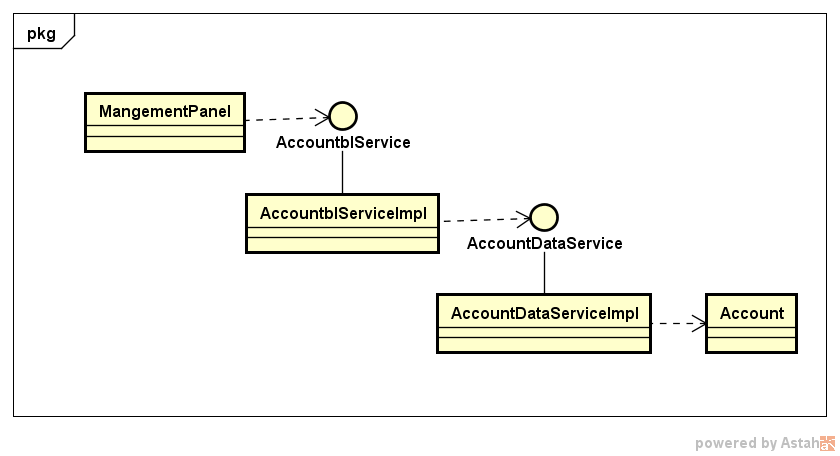 pkg
MangementPanel
AccountblService
AccountblServiceImpl
AccountDataService
AccountDataServiceImpl
Account
powered by Astah